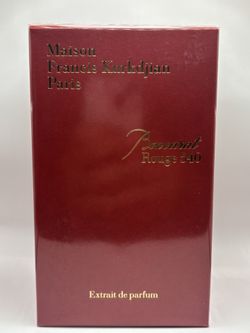 Maison
Francis Kurkdjian
Paris
Baccarat
Rouge 540
Extrait de parfum